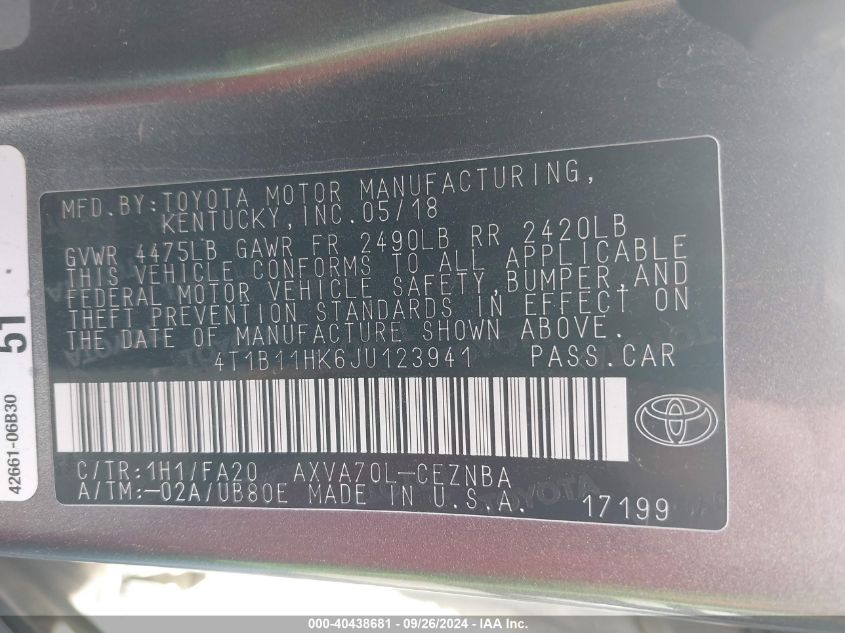 MFD. BY: TOYOTA MOTOR MANUFACTURING,
KENTUCKY, INC. 05/18
GVWR 4475LB GAWR FR 2490LB RR 2420LB
THIS VEHICLE CONFORMS TO ALL APPLICABLE
FEDERAL MOTOR VEHICLE SAFETY, BUMPER, AND
THEFT PREVENTION STANDARDS IN EFFECT ON
THE DATE OF MANUFACTURE SHOWN ABOVE.
4T1B11HK6JU123941 PASS. CAR
C/TR: 1H1/FA20 AXVA70L-CEZNBA
A/TM: -02A/UB80E MADE IN U.S.A. 17199
TOYOTA
42661-06B30
51
000-40438681 - 09/26/2024 - IAA Inc.